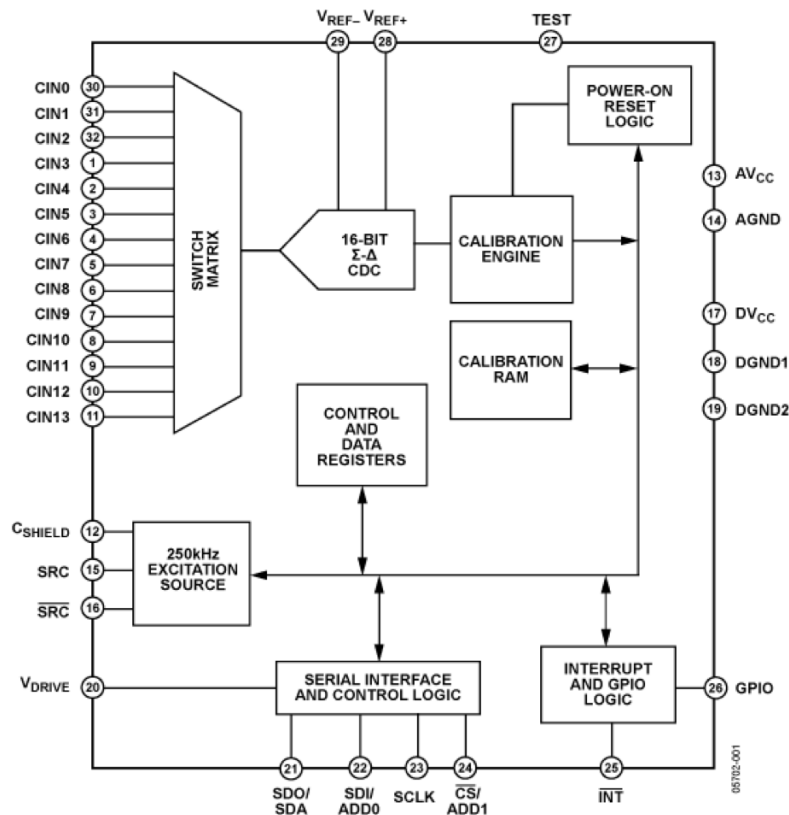 VREF– VREF+ TEST
29 28 27
CIN0 30
CIN1 31
CIN2 32
CIN3 1
CIN4 2
CIN5 3
CIN6 4
CIN7 5
CIN8 6
CIN9 7
CIN10 8
CIN11 9
CIN12 10
CIN13 11
SWITCH
MATRIX
16-BIT
Σ-Δ
CDC
POWER-ON
RESET
LOGIC
CALIBRATION
ENGINE
CALIBRATION
RAM
CONTROL
AND
DATA
REGISTERS
13 AVCC
14 AGND
17 DVCC
18 DGND1
19 DGND2
CSHIELD 12
SRC 15
SRC 16
250kHz
EXCITATION
SOURCE
VDRIVE 20
SERIAL INTERFACE
AND CONTROL LOGIC
INTERRUPT
AND GPIO
LOGIC
26 GPIO
21 22 23 24 25
SDO/
SDA
SDI/
ADD0
SCLK
CS/
ADD1
INT
05702-001